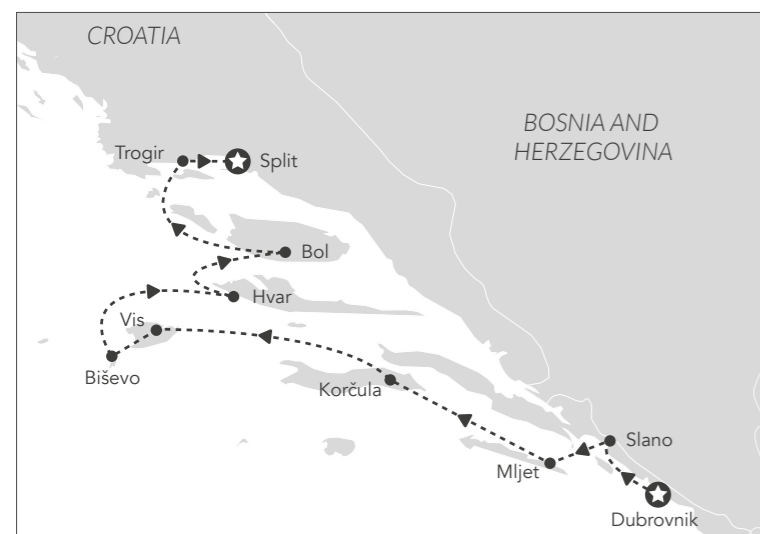 CROATIA
BOSNIA AND
HERZEGOVINA
Trogir
Split
Bol
Hvar
Vis
Biševo
Korčula
Slano
Mljet
Dubrovnik